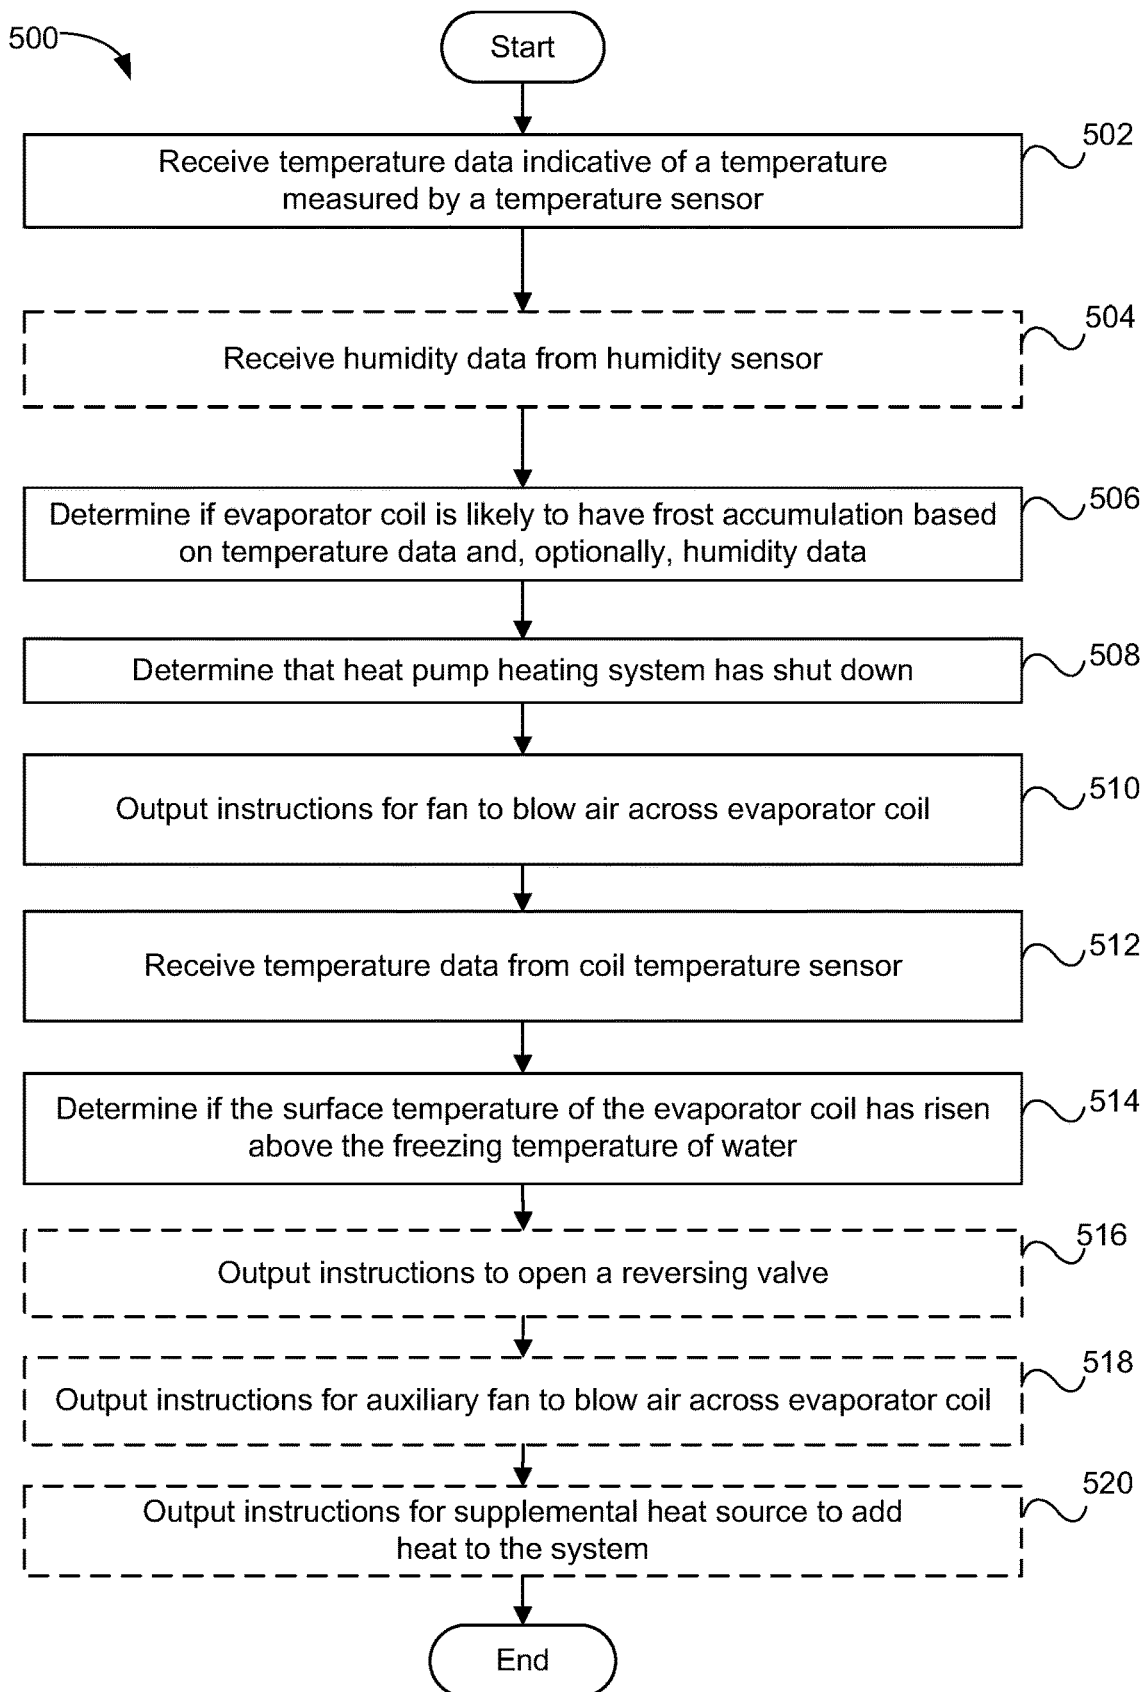 500
Start
502
Receive temperature data indicative of a temperature
measured by a temperature sensor
504
Receive humidity data from humidity sensor
506
Determine if evaporator coil is likely to have frost accumulation based
on temperature data and, optionally, humidity data
508
Determine that heat pump heating system has shut down
510
Output instructions for fan to blow air across evaporator coil
512
Receive temperature data from coil temperature sensor
514
Determine if the surface temperature of the evaporator coil has risen
above the freezing temperature of water
516
Output instructions to open a reversing valve
518
Output instructions for auxiliary fan to blow air across evaporator coil
520
Output instructions for supplemental heat source to add
heat to the system
End